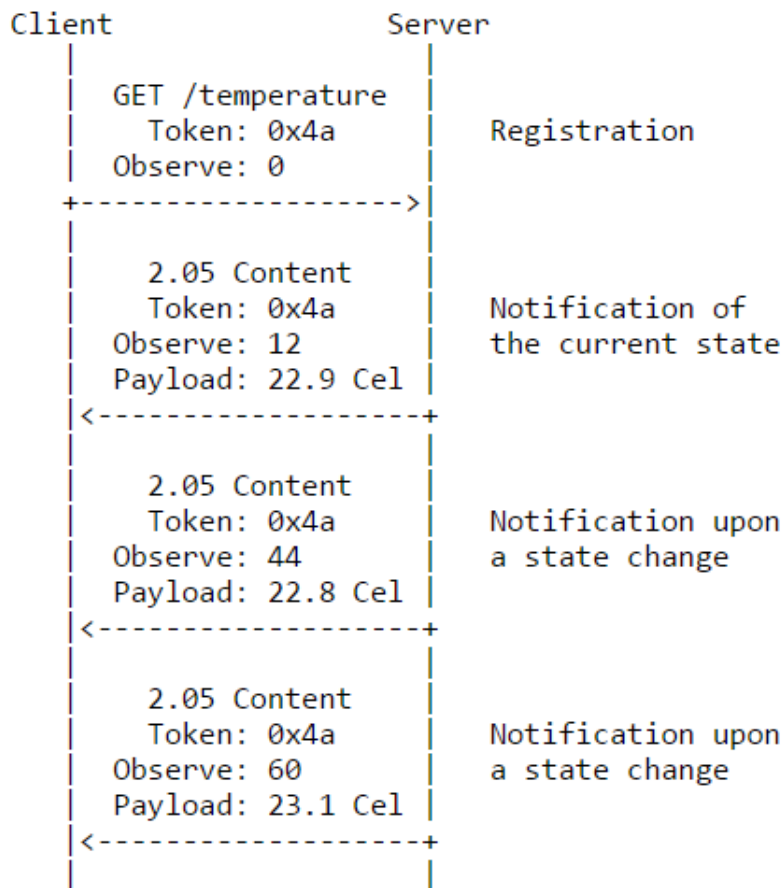 Client                Server
   |                    |
   |  GET /temperature  |
   |    Token: 0x4a     |   Registration
   |  Observe: 0        |
   +------------------->|
   |                    |
   |    2.05 Content    |
   |    Token: 0x4a     |   Notification of
   |  Observe: 12       |   the current state
   |  Payload: 22.9 Cel |
   |<-------------------+
   |                    |
   |    2.05 Content    |
   |    Token: 0x4a     |   Notification upon
   |  Observe: 44       |   a state change
   |  Payload: 22.8 Cel |
   |<-------------------+
   |                    |
   |    2.05 Content    |
   |    Token: 0x4a     |   Notification upon
   |  Observe: 60       |   a state change
   |  Payload: 23.1 Cel |
   |<-------------------+
   |                    |